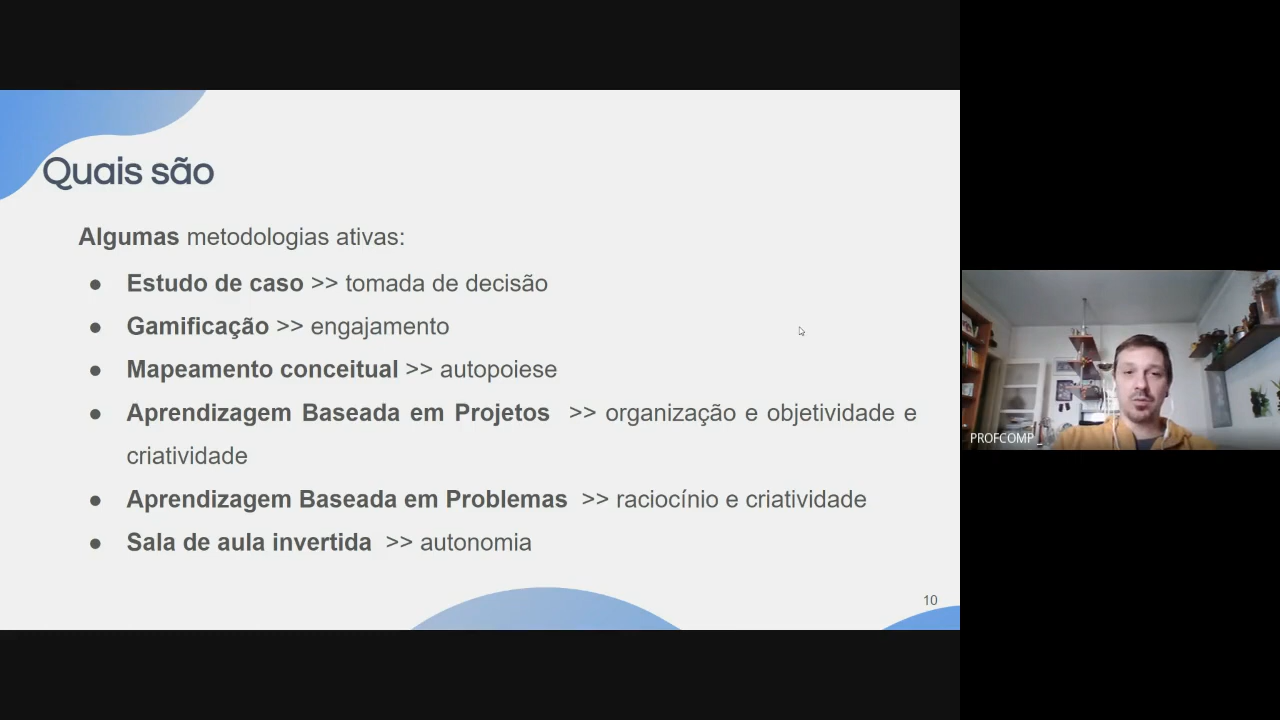 Quais são
Algumas metodologias ativas:
● Estudo de caso >> tomada de decisão
● Gamificação >> engajamento
● Mapeamento conceitual >> autopoiese
● Aprendizagem Baseada em Projetos >> organização e objetividade e
criatividade
● Aprendizagem Baseada em Problemas >> raciocínio e criatividade
● Sala de aula invertida >> autonomia
10
PROFCOMP _